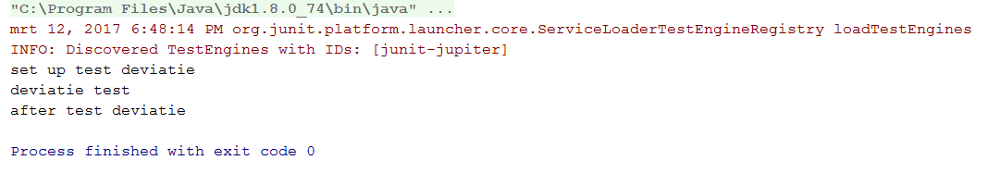 "C:\Program Files\Java\jdk1.8.0_74\bin\java" ...
mrt 12, 2017 6:48:14 PM org.junit.platform.launcher.core.ServiceLoaderTestEngineRegistry loadTestEngines
INFO: Discovered TestEngines with IDs: [junit-jupiter]
set up test deviatie
deviatie test
after test deviatie
Process finished with exit code 0